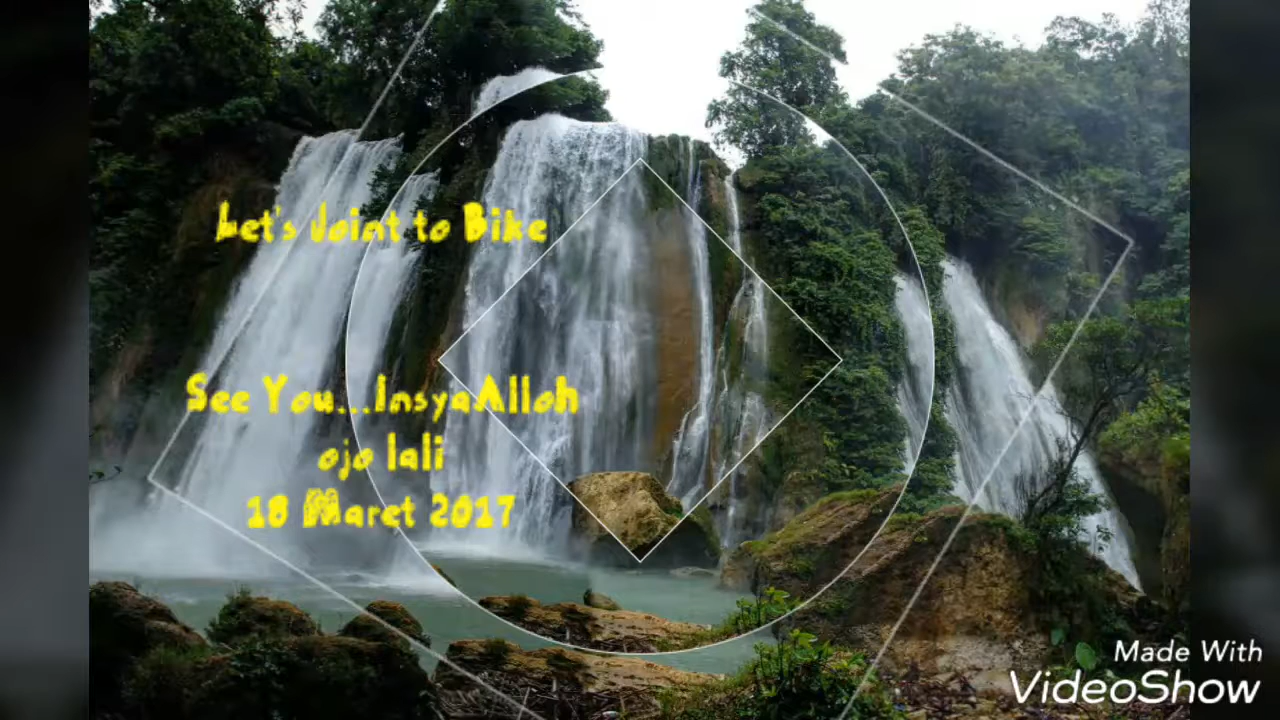 Let's Joint to Bike
See You...InsyaAlloh
ojo lali
18 Maret 2017
Made With
VideoShow